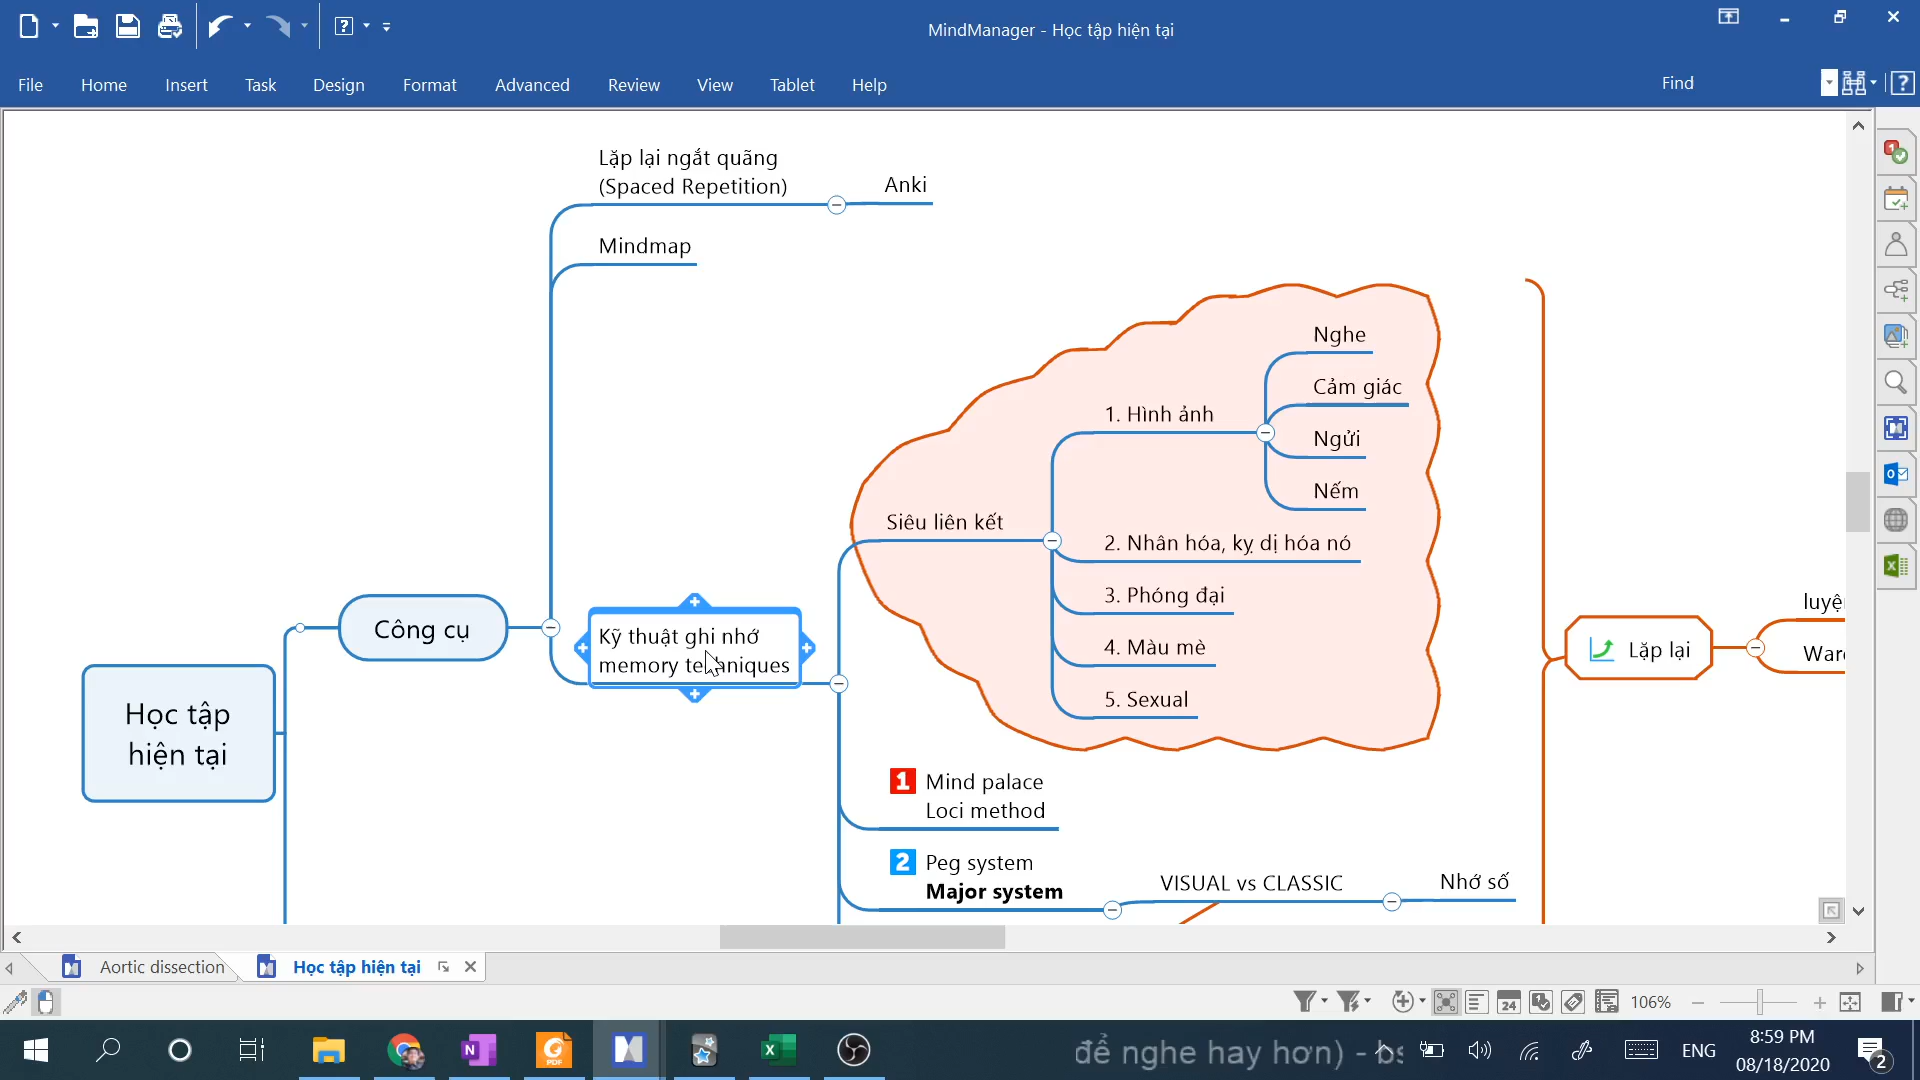 MindManager - Học tập hiện tại
File Home Insert Task Design Format Advanced Review View Tablet Help Find
Lặp lại ngắt quãng
(Spaced Repetition)
Anki
Mindmap
Nghe
Cảm giác
1. Hình ảnh
Ngửi
Nếm
Siêu liên kết
2. Nhân hóa, kỳ dị hóa nó
3. Phóng đại
4. Màu mè
5. Sexual
Công cụ
Kỹ thuật ghi nhớ
memory techniques
Học tập
hiện tại
Lặp lại
1 Mind palace
Loci method
2 Peg system
Major system
VISUAL vs CLASSIC
Nhớ số
Aortic dissection
Học tập hiện tại
24
106%
để nghe hay hơn) -
ENG
8:59 PM
08/18/2020
2